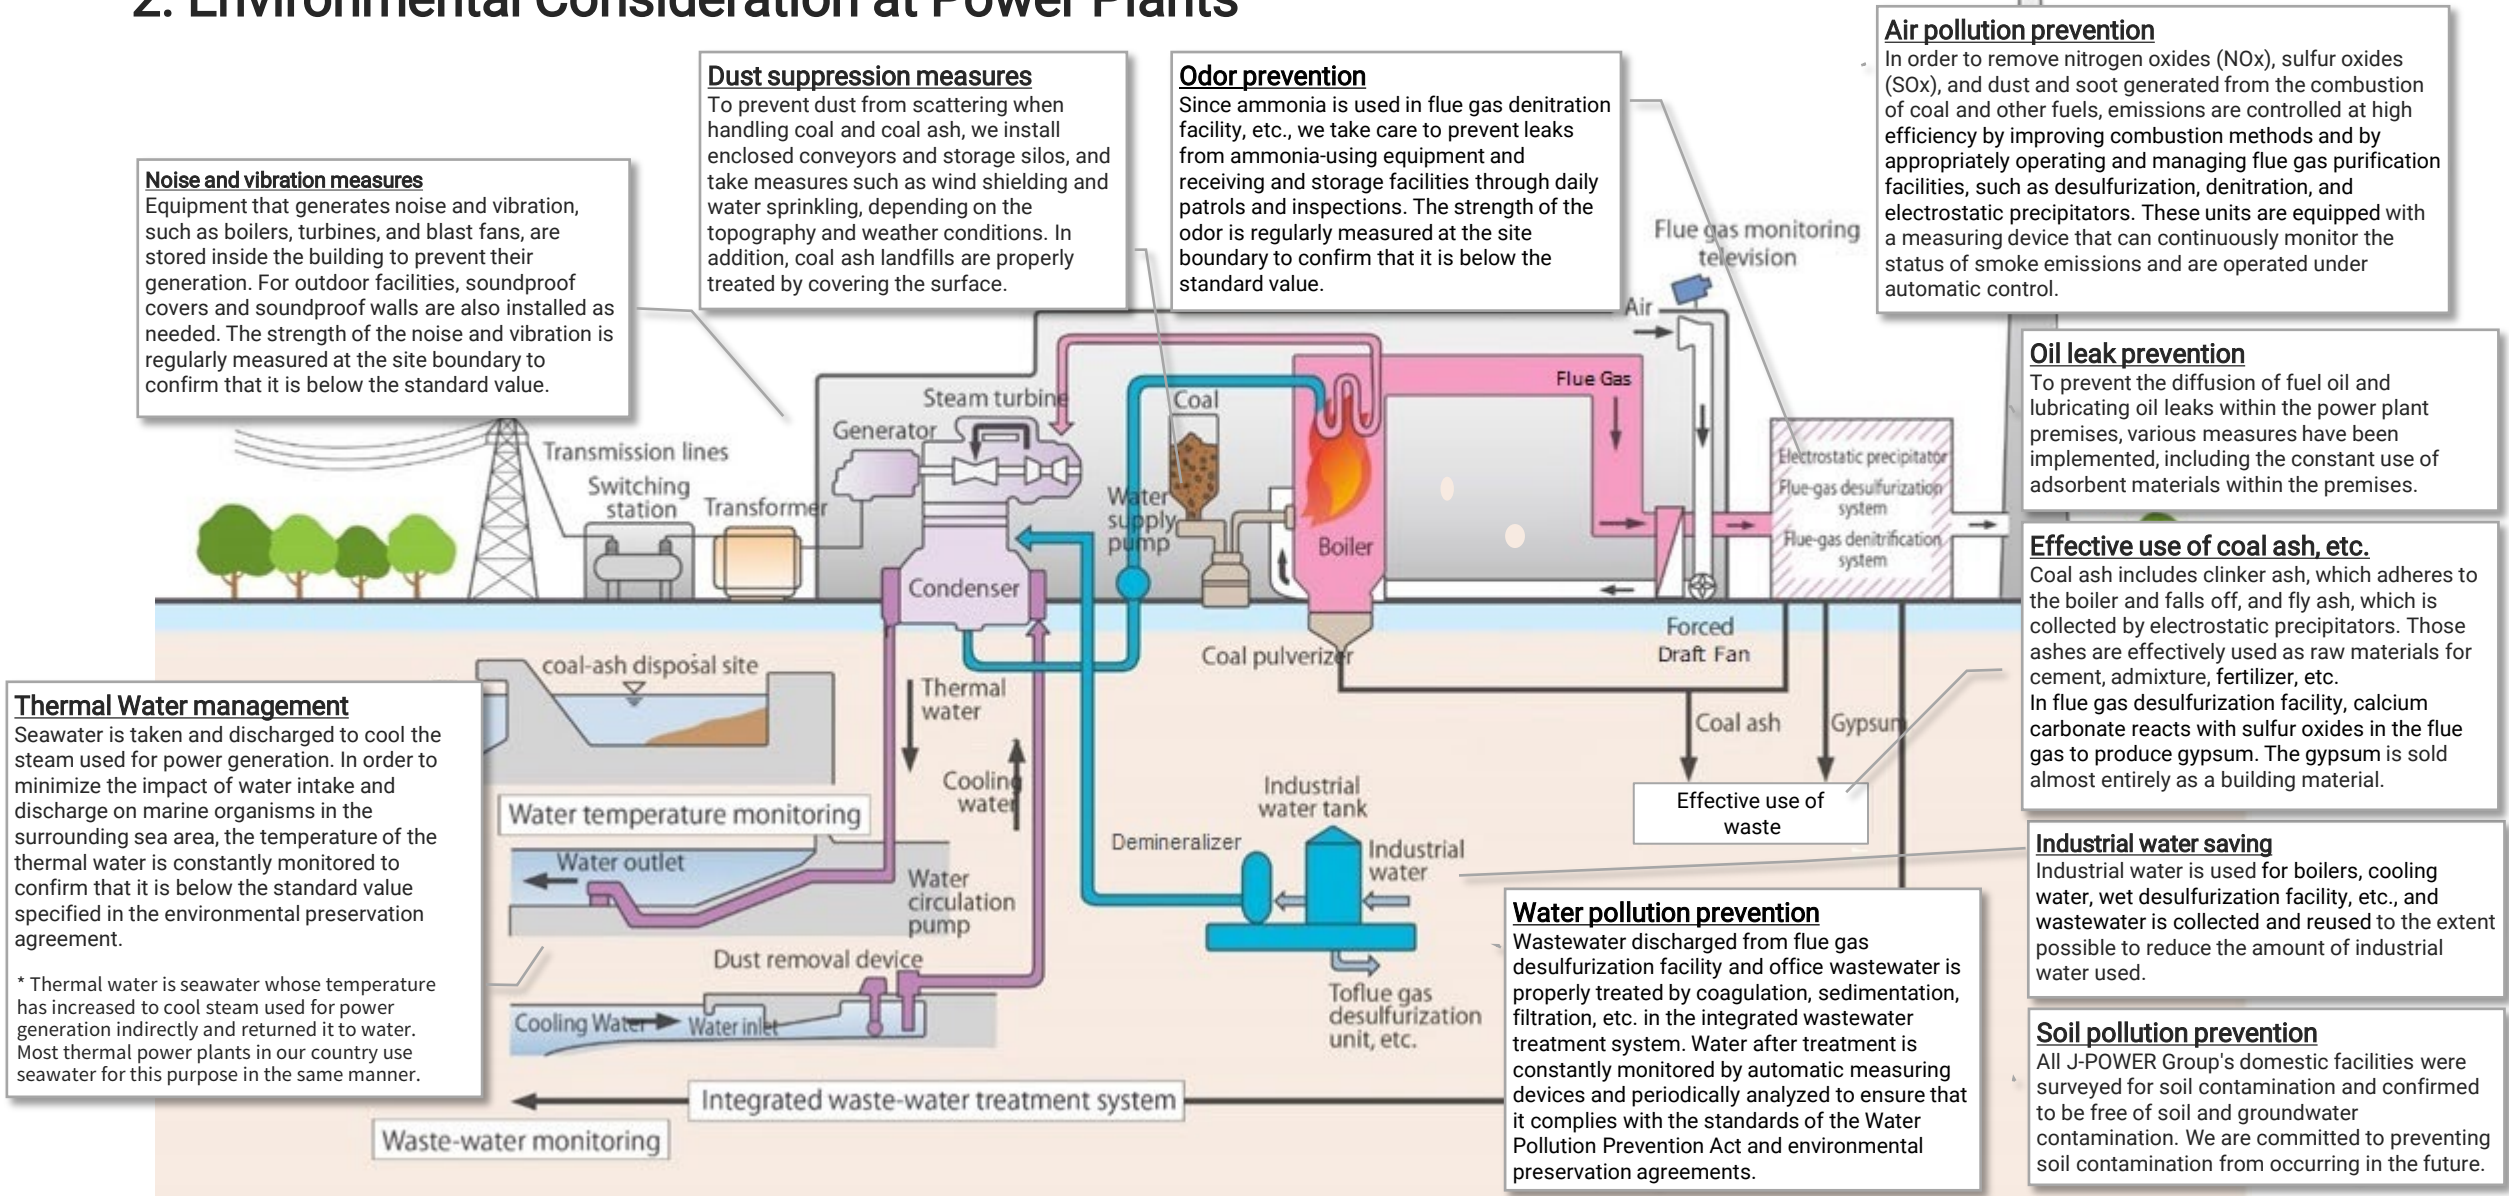 2. Environmental Consideration at Power Plants
Air pollution prevention
In order to remove nitrogen oxides (NOx), sulfur oxides
(SOx), and dust and soot generated from the combustion
of coal and other fuels, emissions are controlled at high
efficiency by improving combustion methods and by
appropriately operating and managing flue gas purification
facilities, such as desulfurization, denitration, and
electrostatic precipitators. These units are equipped with
a measuring device that can continuously monitor the
status of smoke emissions and are operated under
automatic control.
Dust suppression measures
To prevent dust from scattering when
handling coal and coal ash, we install
enclosed conveyors and storage silos, and
take measures such as wind shielding and
water sprinkling, depending on the
topography and weather conditions. In
addition, coal ash landfills are properly
treated by covering the surface.
Odor prevention
Since ammonia is used in flue gas denitration
facility, etc., we take care to prevent leaks
from ammonia-using equipment and
receiving and storage facilities through daily
patrols and inspections. The strength of the
odor is regularly measured at the site
boundary to confirm that it is below the
standard value.
Noise and vibration measures
Equipment that generates noise and vibration,
such as boilers, turbines, and blast fans, are
stored inside the building to prevent their
generation. For outdoor facilities, soundproof
covers and soundproof walls are also installed as
needed. The strength of the noise and vibration is
regularly measured at the site boundary to
confirm that it is below the standard value.
Flue gas monitoring
television
Air
Oil leak prevention
To prevent the diffusion of fuel oil and
lubricating oil leaks within the power plant
premises, various measures have been
implemented, including the constant use of
adsorbent materials within the premises.
Flue Gas
Steam turbine
Coal
Generator
Transmission lines
Switching
station
Transformer
Water
supply
pump
Boiler
Condenser
Electrostatic precipitator
Flue-gas desulfurization
system
Flue-gas denitrification
system
Effective use of coal ash, etc.
Coal ash includes clinker ash, which adheres to
the boiler and falls off, and fly ash, which is
collected by electrostatic precipitators. Those
ashes are effectively used as raw materials for
cement, admixture, fertilizer, etc.
In flue gas desulfurization facility, calcium
carbonate reacts with sulfur oxides in the flue
gas to produce gypsum. The gypsum is sold
almost entirely as a building material.
Forced
Draft Fan
Coal pulverizer
coal-ash disposal site
Thermal
water
Coal ash
Gypsum
Thermal Water management
Seawater is taken and discharged to cool the
steam used for power generation. In order to
minimize the impact of water intake and
discharge on marine organisms in the
surrounding sea area, the temperature of the
thermal water is constantly monitored to
confirm that it is below the standard value
specified in the environmental preservation
agreement.
* Thermal water is seawater whose temperature
has increased to cool steam used for power
generation indirectly and returned it to water.
Most thermal power plants in our country use
seawater for this purpose in the same manner.
Cooling
water
Water temperature monitoring
Industrial
water tank
Effective use of
waste
Demineralizer
Industrial
water
Water outlet
Water
circulation
pump
Industrial water saving
Industrial water is used for boilers, cooling
water, wet desulfurization facility, etc., and
wastewater is collected and reused to the extent
possible to reduce the amount of industrial
water used.
Water pollution prevention
Wastewater discharged from flue gas
desulfurization facility and office wastewater is
properly treated by coagulation, sedimentation,
filtration, etc. in the integrated wastewater
treatment system. Water after treatment is
constantly monitored by automatic measuring
devices and periodically analyzed to ensure that
it complies with the standards of the Water
Pollution Prevention Act and environmental
preservation agreements.
Dust removal device
Cooling Water
Water inlet
Toflue gas
desulfurization
unit, etc.
Soil pollution prevention
All J-POWER Group's domestic facilities were
surveyed for soil contamination and confirmed
to be free of soil and groundwater
contamination. We are committed to preventing
soil contamination from occurring in the future.
Integrated waste-water treatment system
Waste-water monitoring